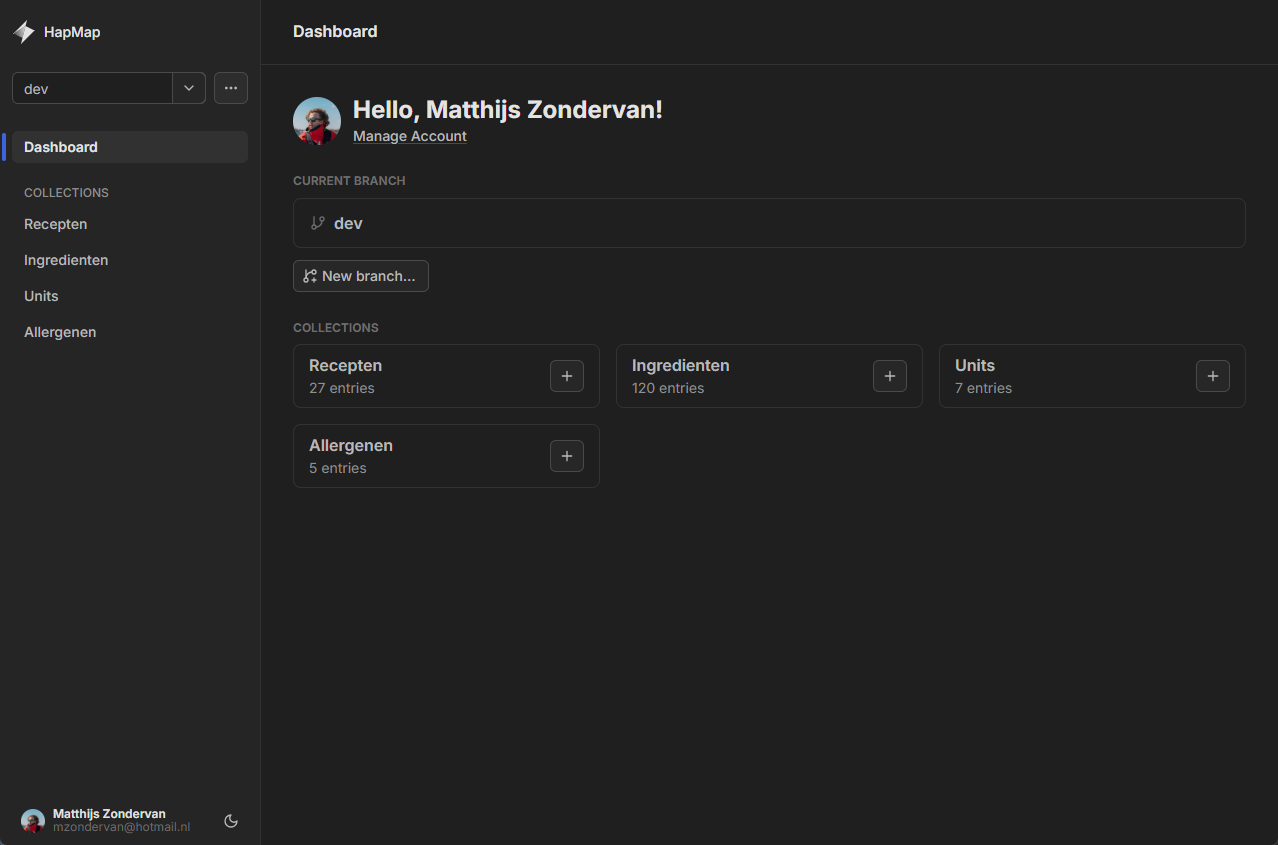 HapMap
dev
Dashboard
COLLECTIONS
Recepten
Ingredienten
Units
Allergenen
Matthijs Zondervan
mzondervan@hotmail.nl
Dashboard
Hello, Matthijs Zondervan!
Manage Account
CURRENT BRANCH
dev
New branch...
COLLECTIONS
Recepten
27 entries
Ingredienten
120 entries
Units
7 entries
Allergenen
5 entries